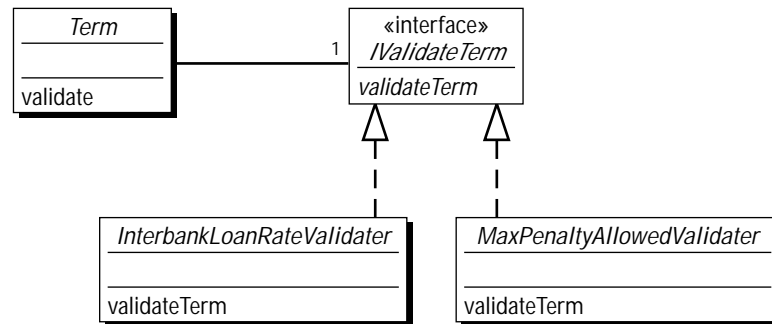 Term
validate
1
«interface»
IValidateTerm
validateTerm
InterbankLoanRateValidater
validateTerm
MaxPenaltyAllowedValidater
validateTerm